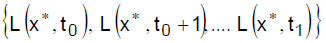 {L(x*,t₀), L(x*,t₀+1),.... L(x*,t₁)}